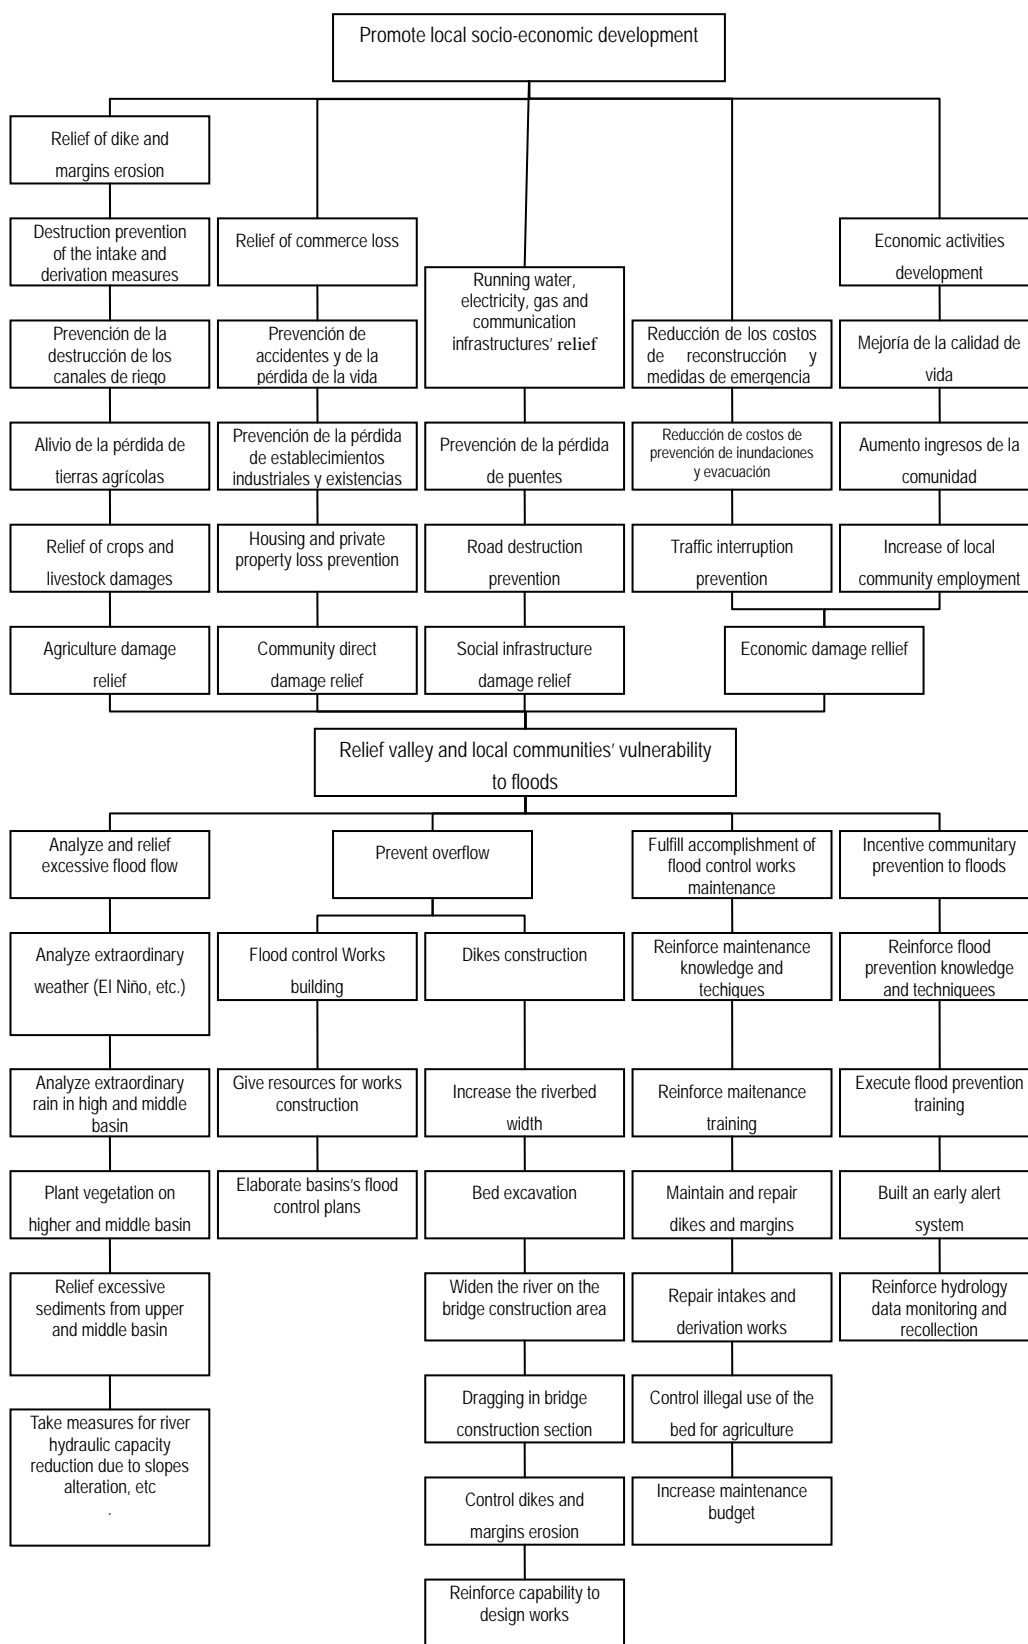 Promote local socio-economic development
Relief of dike and
margins erosion
Destruction prevention
of the intake and
derivation measures
Relief of commerce loss
Running water,
electricity, gas and
communication
infrastructures' relief
Economic activities
development
Prevención de la
destrucción de los
canales de riego
Prevención de
accidentes y de la
pérdida de la vida
Reducción de los costos
de reconstrucción y
medidas de emergencia
Mejoría de la calidad de
vida
Alivio de la pérdida de
tierras agrícolas
Prevención de la pérdida
de establecimientos
industriales y existencias
Prevención de la pérdida
de puentes
Reducción de costos de
prevención de inundaciones
y evacuación
Aumento ingresos de la
comunidad
Relief of crops and
livestock damages
Housing and private
property loss prevention
Road destruction
prevention
Traffic interruption
prevention
Increase of local
community employment
Agriculture damage
relief
Community direct
damage relief
Social infrastructure
damage relief
Economic damage rellief
Relief valley and local communities' vulnerability
to floods
Analyze and relief
excessive flood flow
Prevent overflow
Fulfill accomplishment of
flood control works
maintenance
Incentive communitary
prevention to floods
Analyze extraordinary
weather (El Niño, etc.)
Flood control Works
building
Dikes construction
Reinforce maintenance
knowledge and
techiques
Reinforce flood
prevention knowledge
and techniquees
Analyze extraordinary
rain in high and middle
basin
Give resources for works
construction
Increase the riverbed
width
Reinforce maitenance
training
Execute flood prevention
training
Plant vegetation on
higher and middle basin
Elaborate basins's flood
control plans
Bed excavation
Maintain and repair
dikes and margins
Built an early alert
system
Relief excessive
sediments from upper
and middle basin
Widen the river on the
bridge construction area
Repair intakes and
derivation works
Reinforce hydrology
data monitoring and
recollection
Take measures for river
hydraulic capacity
reduction due to slopes
alteration, etc
.
Dragging in bridge
construction section
Control illegal use of the
bed for agriculture
Control dikes and
margins erosion
Increase maintenance
budget
Reinforce capability to
design works